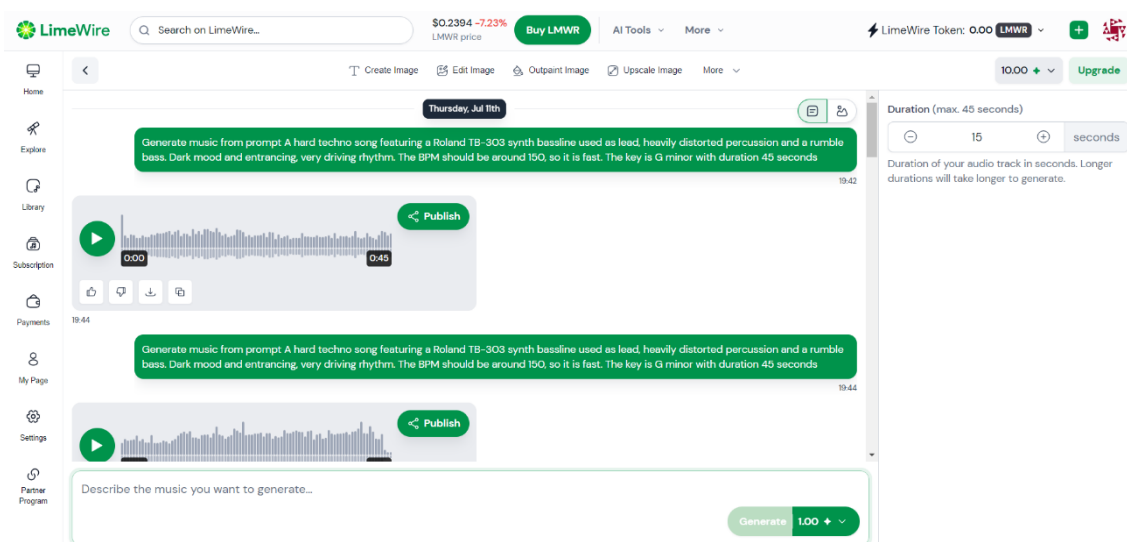 LimeWire
Search on LimeWire...
$0.2394 -7.23%
LMWR price
Buy LMWR
AI Tools
More
LimeWire Token: 0.00 LMWR
Home
Explore
Library
Subscription
Payments
My Page
Settings
Partner
Program
Create Image
Edit Image
Outpaint Image
Upscale Image
More
10.00
Upgrade
Thursday, Jul 11th
Generate music from prompt A hard techno song featuring a Roland TB-303 synth bassline used as lead, heavily distorted percussion and a rumble
bass. Dark mood and entrancing, very driving rhythm. The BPM should be around 150, so it is fast. The key is G minor with duration 45 seconds
19:42
Publish
0:00
0:45
19:44
Generate music from prompt A hard techno song featuring a Roland TB-303 synth bassline used as lead, heavily distorted percussion and a rumble
bass. Dark mood and entrancing, very driving rhythm. The BPM should be around 150, so it is fast. The key is G minor with duration 45 seconds
19:44
Publish
Describe the music you want to generate...
Generate
1.00
Duration (max. 45 seconds)
15
seconds
Duration of your audio track in seconds. Longer
durations will take longer to generate.